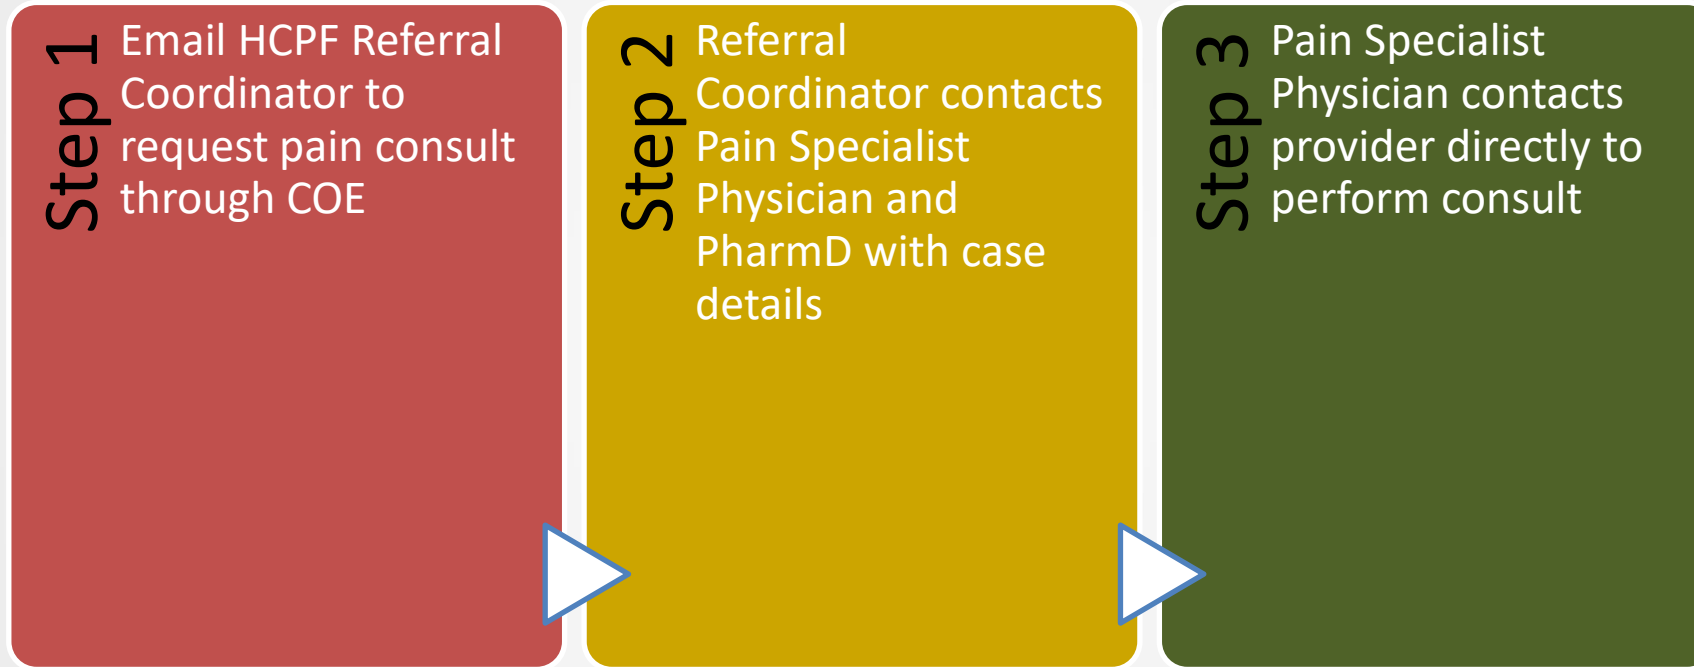 Step 1
Email HCPF Referral
Coordinator to
request pain consult
through COE
Step 2
Referral
Coordinator contacts
Pain Specialist
Physician and
PharmD with case
details
Step 3
Pain Specialist
Physician contacts
provider directly to
perform consult